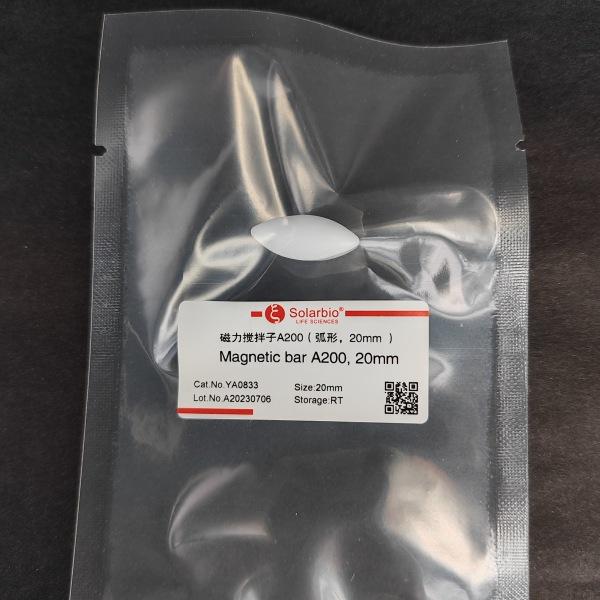 Solarbio®
LIFE SCIENCES
磁力搅拌子A200（弧形，20mm ）
Magnetic bar A200, 20mm
Cat.No.YA0833 Size:20mm
Lot.No.A20230706 Storage:RT